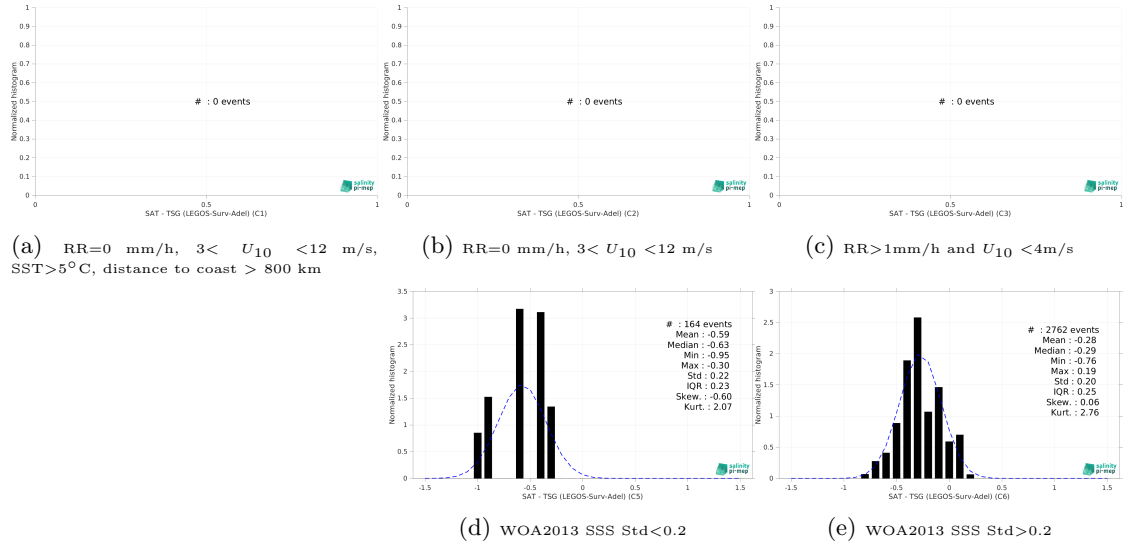 1
0.9
0.8
0.7
0.6
0.5
0.4
0.3
0.2
0.1
0
Normalized histogram
# : 0 events
0 0.5 1
SAT - TSG (LEGOS-Surv-Adel) (C1)
salinity
pi-mep
1
0.9
0.8
0.7
0.6
0.5
0.4
0.3
0.2
0.1
0
Normalized histogram
# : 0 events
0 0.5 1
SAT - TSG (LEGOS-Surv-Adel) (C2)
salinity
pi-mep
1
0.9
0.8
0.7
0.6
0.5
0.4
0.3
0.2
0.1
0
Normalized histogram
# : 0 events
0 0.5 1
SAT - TSG (LEGOS-Surv-Adel) (C3)
salinity
pi-mep
(a) RR=0 mm/h, 3< U10 <12 m/s,
SST>5°C, distance to coast > 800 km
(b) RR=0 mm/h, 3< U10 <12 m/s
(c) RR>1mm/h and U10 <4m/s
3.5
3
2.5
2
1.5
1
0.5
0
Normalized histogram
# : 164 events
Mean : -0.59
Median : -0.63
Min : -0.95
Max : -0.30
Std : 0.22
IQR : 0.23
Skew. : -0.60
Kurt. : 2.07
-1.5 -1 -0.5 0 0.5 1 1.5
SAT - TSG (LEGOS-Surv-Adel) (C5)
salinity
pi-mep
3
2.5
2
1.5
1
0.5
0
Normalized histogram
# : 2762 events
Mean : -0.28
Median : -0.29
Min : -0.76
Max : 0.19
Std : 0.20
IQR : 0.25
Skew. : 0.06
Kurt. : 2.76
-1.5 -1 -0.5 0 0.5 1 1.5
SAT - TSG (LEGOS-Surv-Adel) (C6)
salinity
pi-mep
(d) WOA2013 SSS Std<0.2
(e) WOA2013 SSS Std>0.2